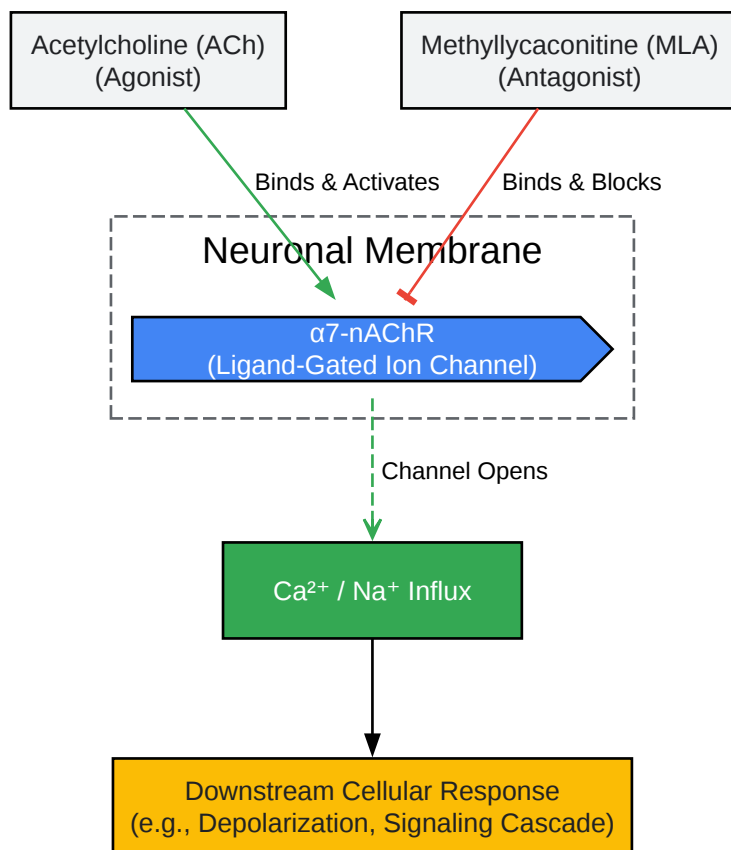 Acetylcholine (ACh)
(Agonist)
Methyllycaconitine (MLA)
(Antagonist)
Binds & Activates
Binds & Blocks
Neuronal Membrane
α7-nAChR
(Ligand-Gated Ion Channel)
Channel Opens
Ca²⁺ / Na⁺ Influx
Downstream Cellular Response
(e.g., Depolarization, Signaling Cascade)